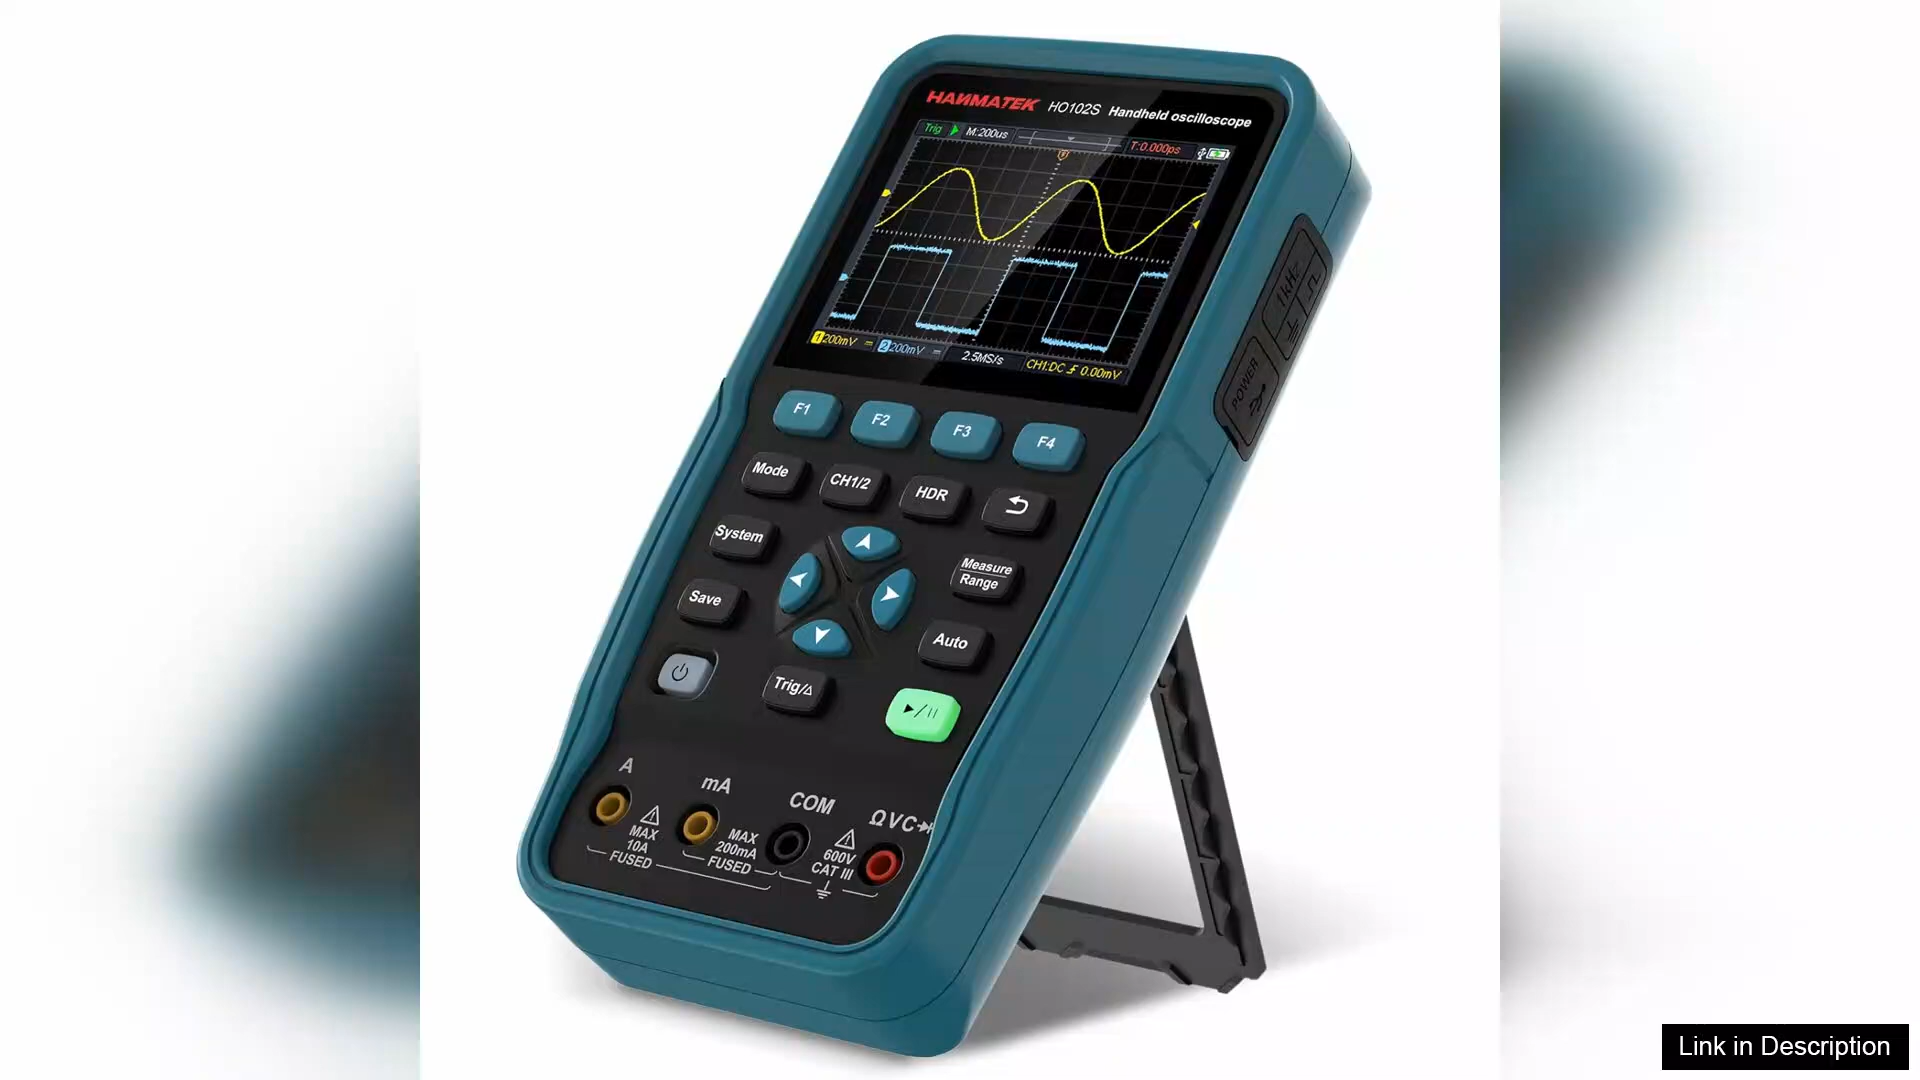 HANMATEK HO102S Handheld oscilloscope
Trig M:200us T:0.000ps
1 200mV 2 200mV 2.5MS/s CH1:DC 0.00mV
F1 F2 F3 F4
Mode CH1/2 HDR
System
Measure
Range
Save
Auto
Trig/Δ
A mA COM ΩVC
MAX
10A
FUSED
MAX
200mA
FUSED
600V
CAT III
1kHz
POWER
Link in Description